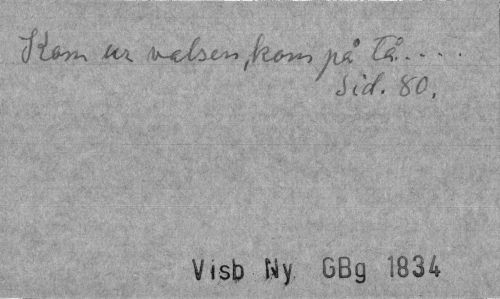 Kom ur valsen, kom på tå.....
Sid. 80.
Visb Ny GBg 1834